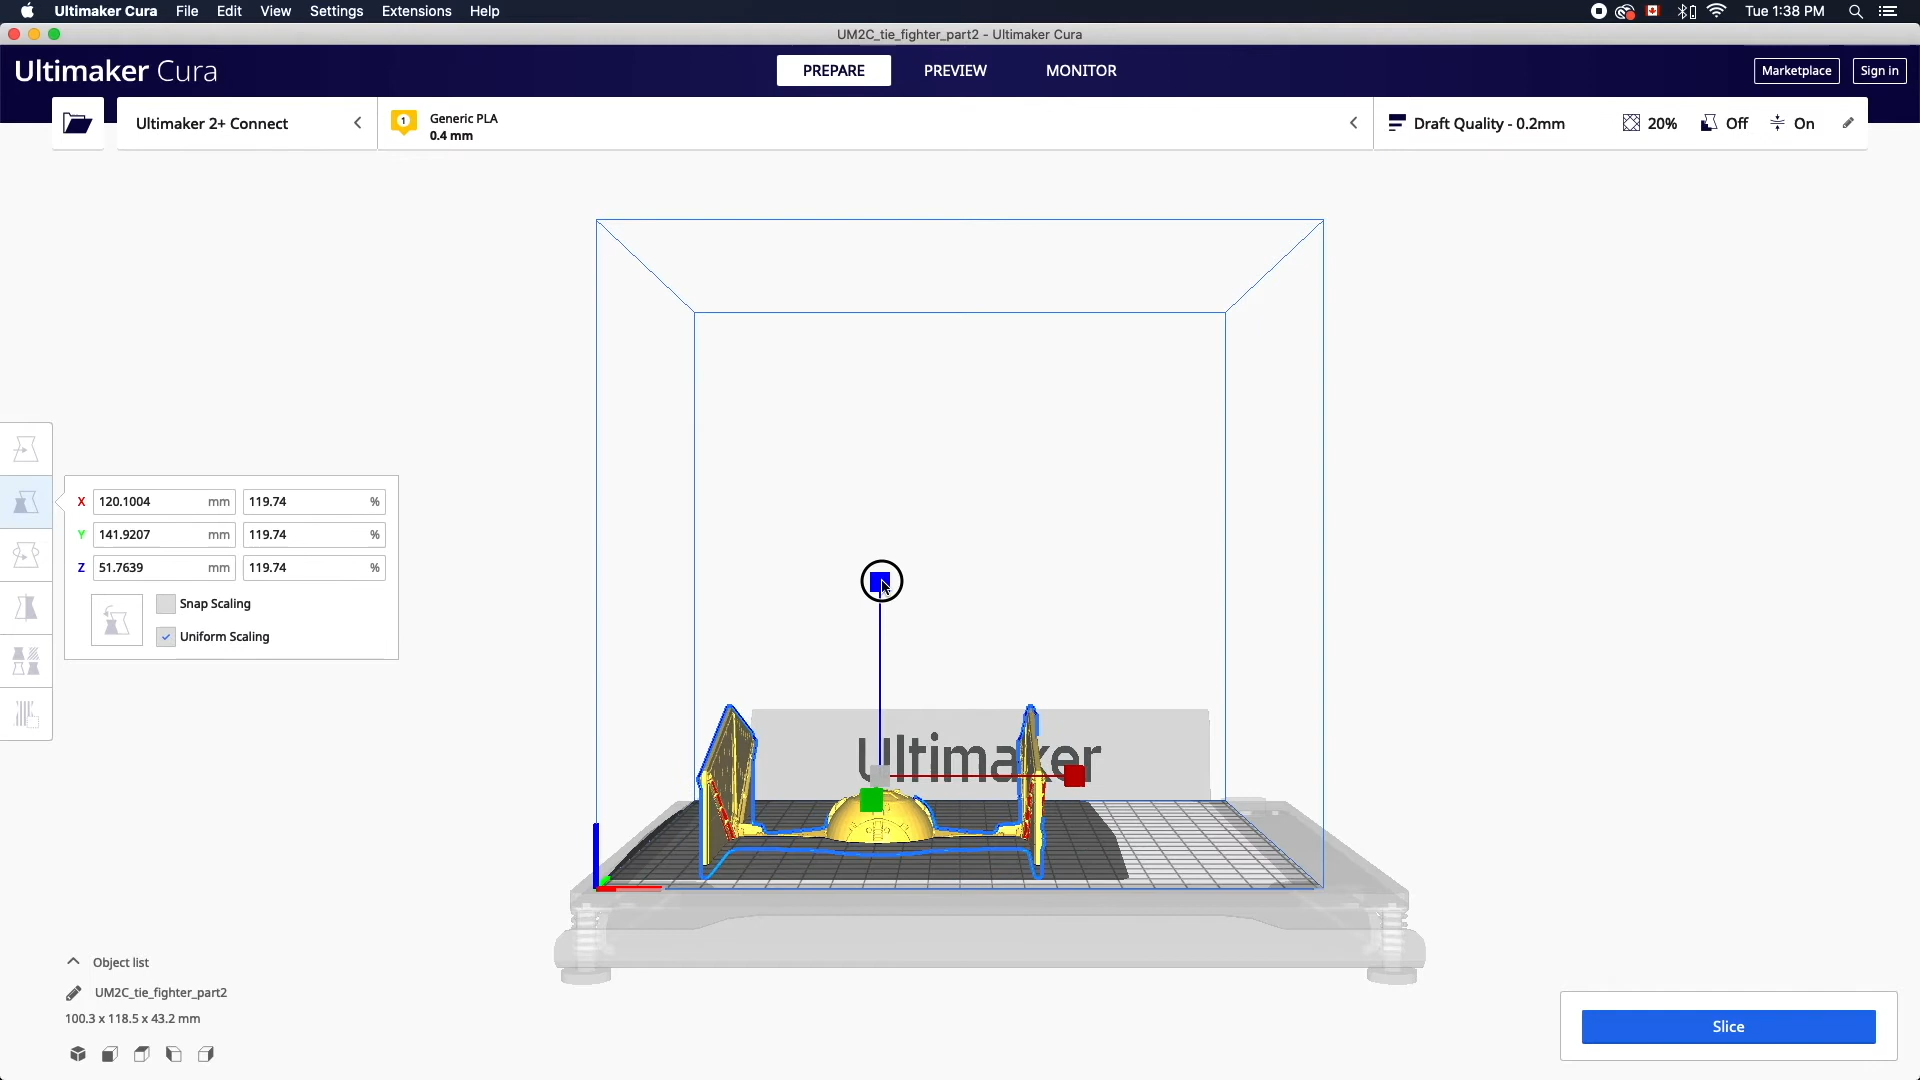 Ultimaker Cura File Edit View Settings Extensions Help Tue 1:38 PM
UM2C_tie_fighter_part2 - Ultimaker Cura
Ultimaker Cura PREPARE PREVIEW MONITOR Marketplace Sign in
Ultimaker 2+ Connect 1 Generic PLA Draft Quality - 0.2mm 20% Off On
0.4 mm
X 120.1004 mm 119.74 %
Y 141.9207 mm 119.74 %
Z 51.7639 mm 119.74 %
Snap Scaling
Uniform Scaling
Ultimaker
Object list
UM2C_tie_fighter_part2
100.3 x 118.5 x 43.2 mm
Slice